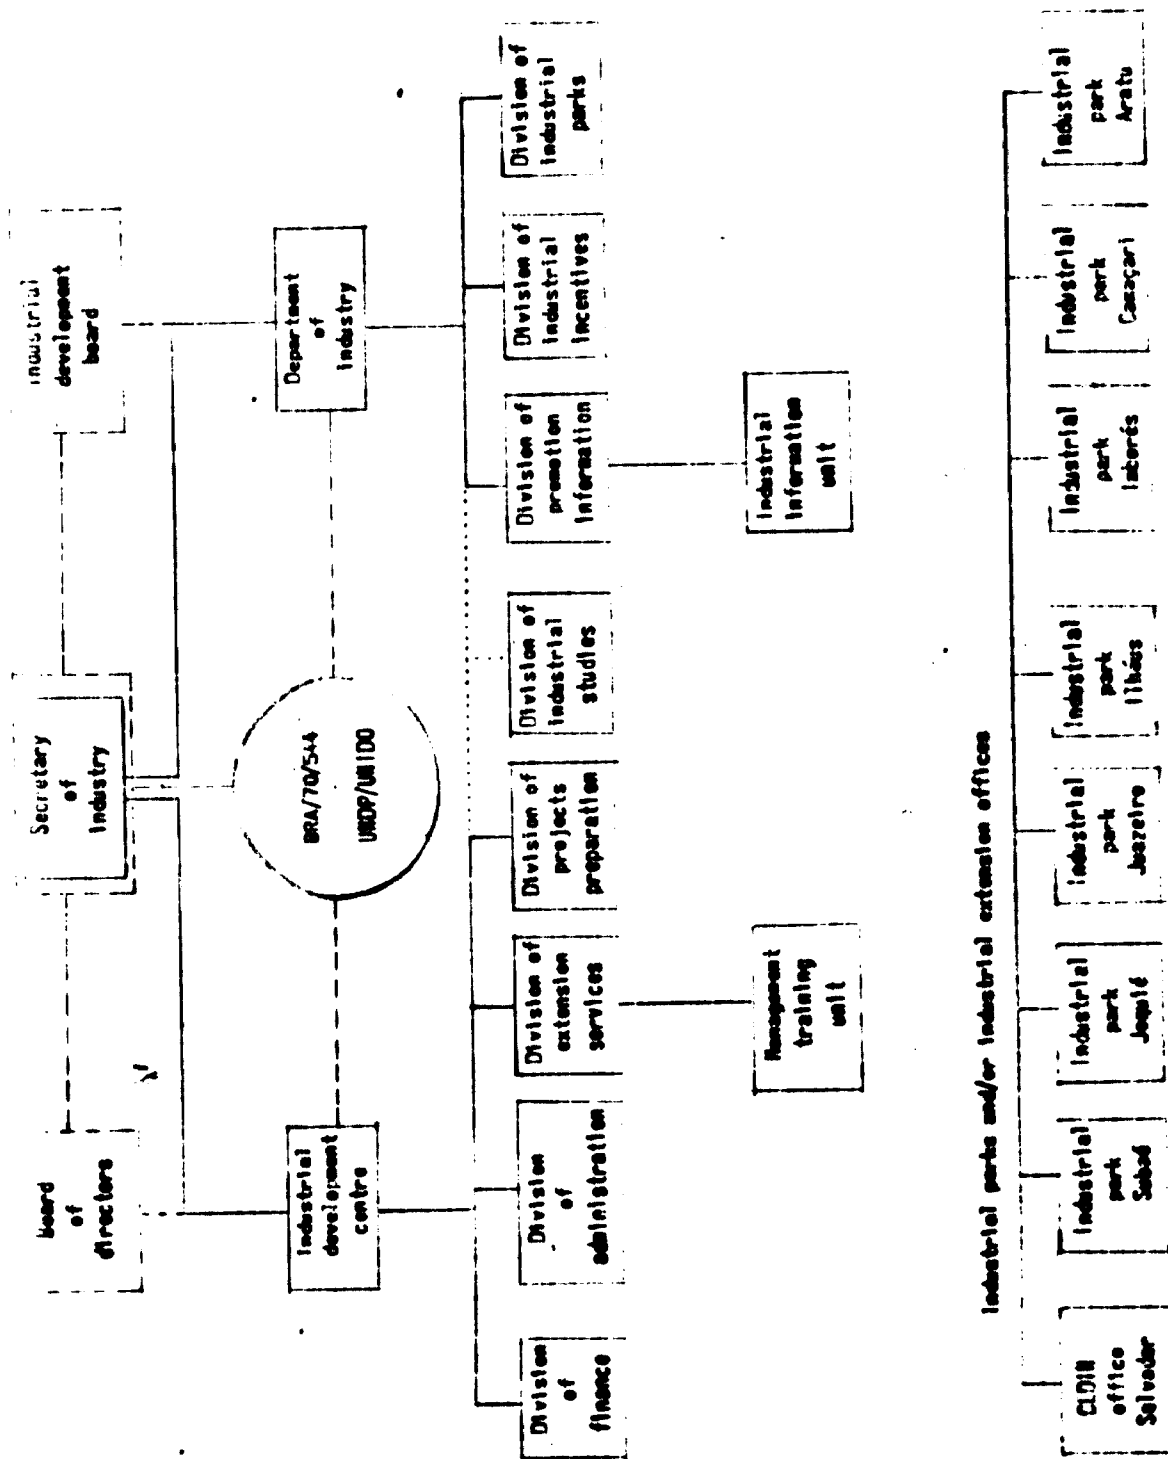 Board
of
directors
Secretary
of
industry
industrial
development
board
Industrial
development
centre
BRA/70/544
UNDP/UNIDO
Department
of
industry
Division
of
finance
Division
of
administration
Division of
extension
services
Division of
projects
preparation
Division of
industrial
studies
Division of
promotion
information
Division of
industrial
incentives
Division of
industrial
parks
Management
training
unit
Industrial
information
unit
Industrial parks and/or industrial extension offices
office
Salvador
Industrial
park
Subaé
Industrial
park
Jequié
Industrial
park
Juazeiro
Industrial
park
Ilhéus
Industrial
park
Industrial
park
Industrial
park
Aratu